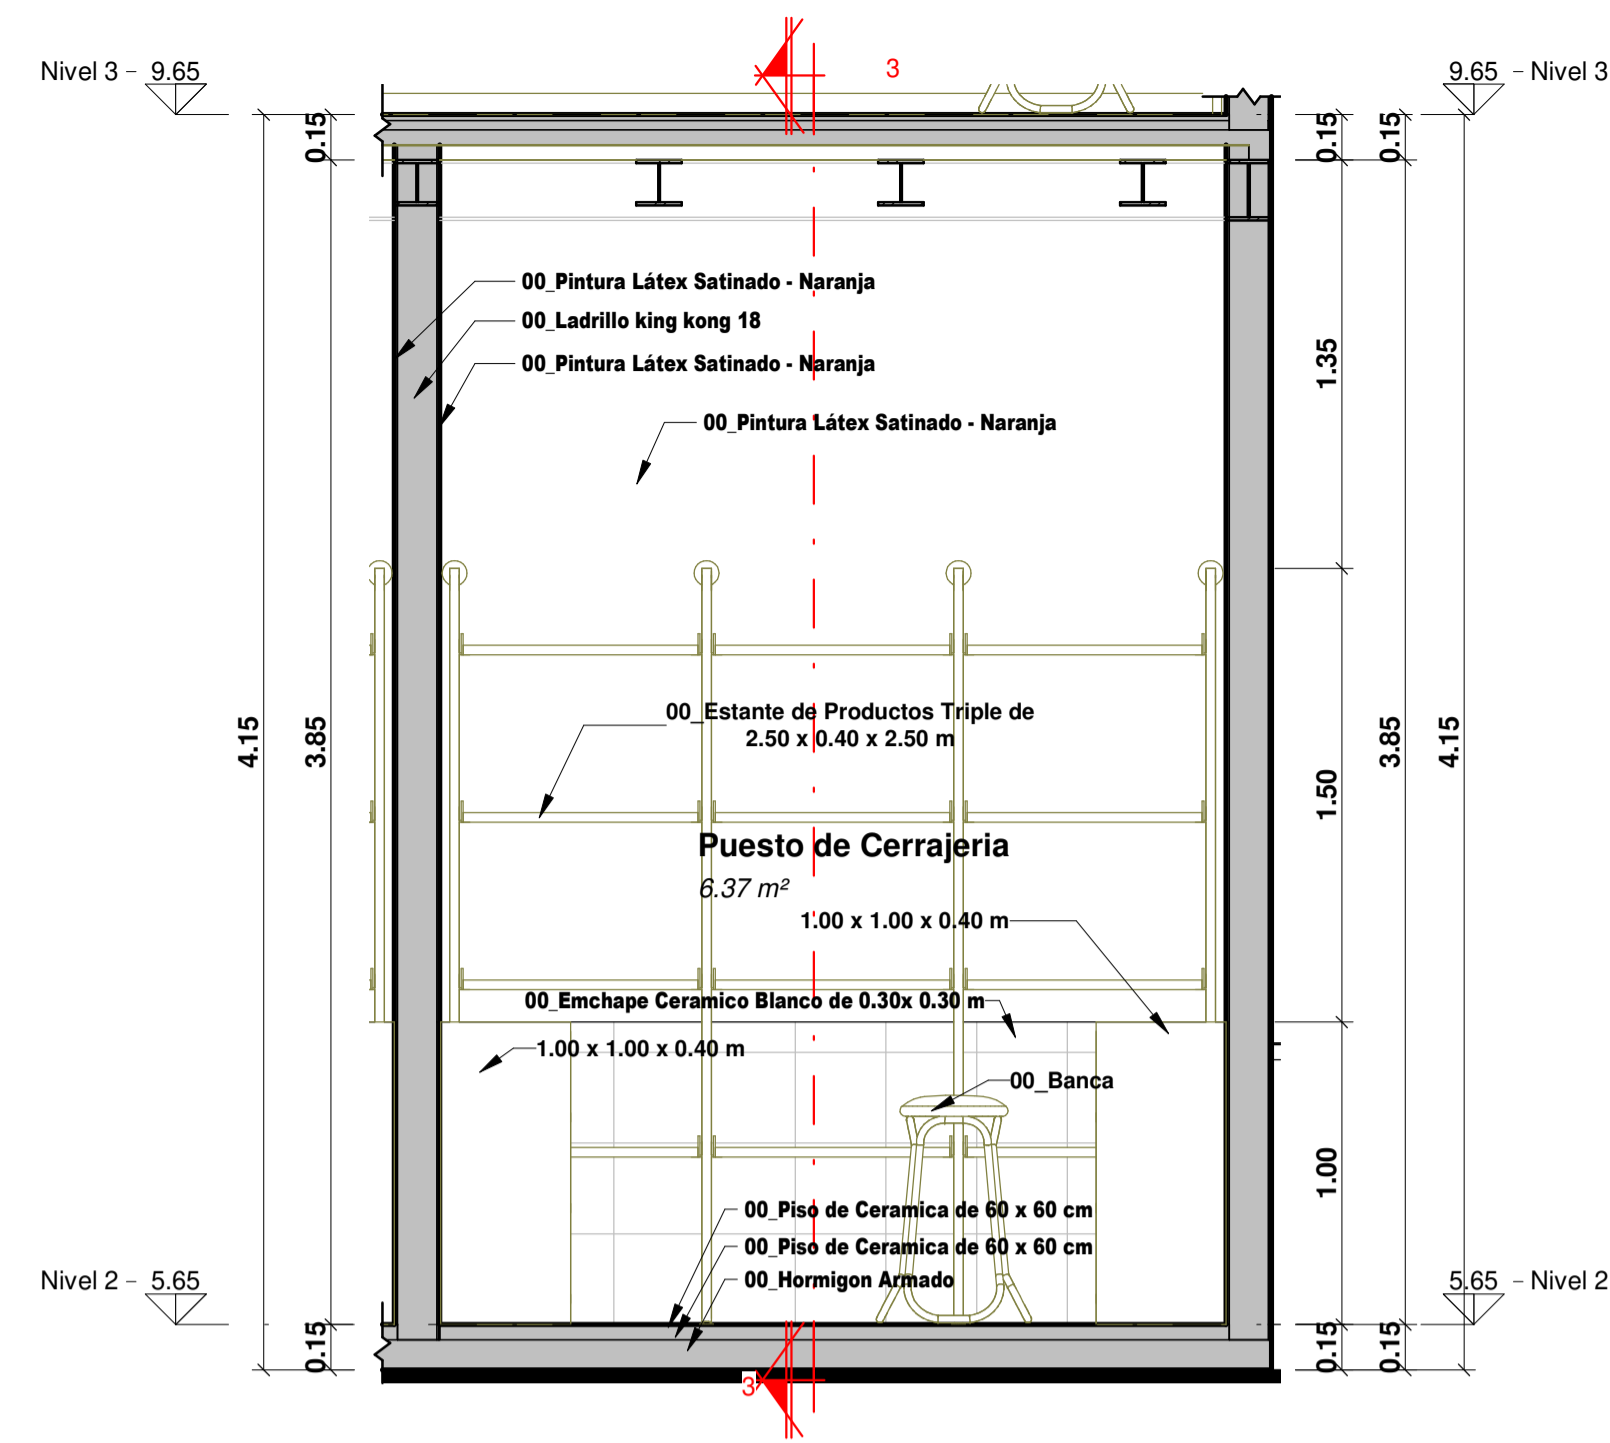 3
Nivel 3 - 9.65
9.65 - Nivel 3
0.15
0.15
0.15
00_Pintura Látex Satinado - Naranja
00_Ladrillo king kong 18
00_Pintura Látex Satinado - Naranja
1.35
00_Pintura Látex Satinado - Naranja
00_Estante de Productos Triple de
2.50 x 0.40 x 2.50 m
4.15
3.85
1.50
3.85
4.15
Puesto de Cerrajeria
6.37 m²
1.00 x 1.00 x 0.40 m
00_Emchape Ceramico Blanco de 0.30x 0.30 m
1.00 x 1.00 x 0.40 m
00_Banca
1.00
00_Piso de Ceramica de 60 x 60 cm
00_Piso de Ceramica de 60 x 60 cm
00_Hormigon Armado
Nivel 2 - 5.65
5.65 - Nivel 2
0.15
0.15
0.15
3